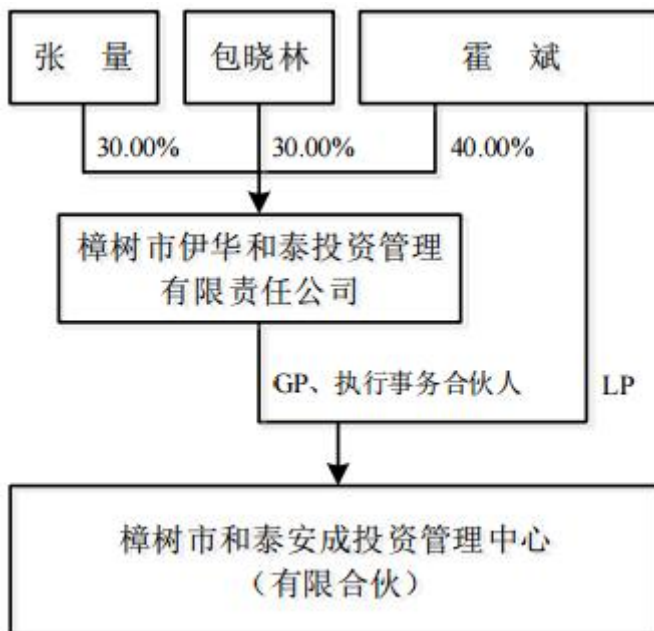 张 量
包晓林
霍 斌
30.00%
30.00%
40.00%
樟树市伊华和泰投资管理
有限责任公司
GP、执行事务合伙人
LP
樟树市和泰安成投资管理中心
（有限合伙）